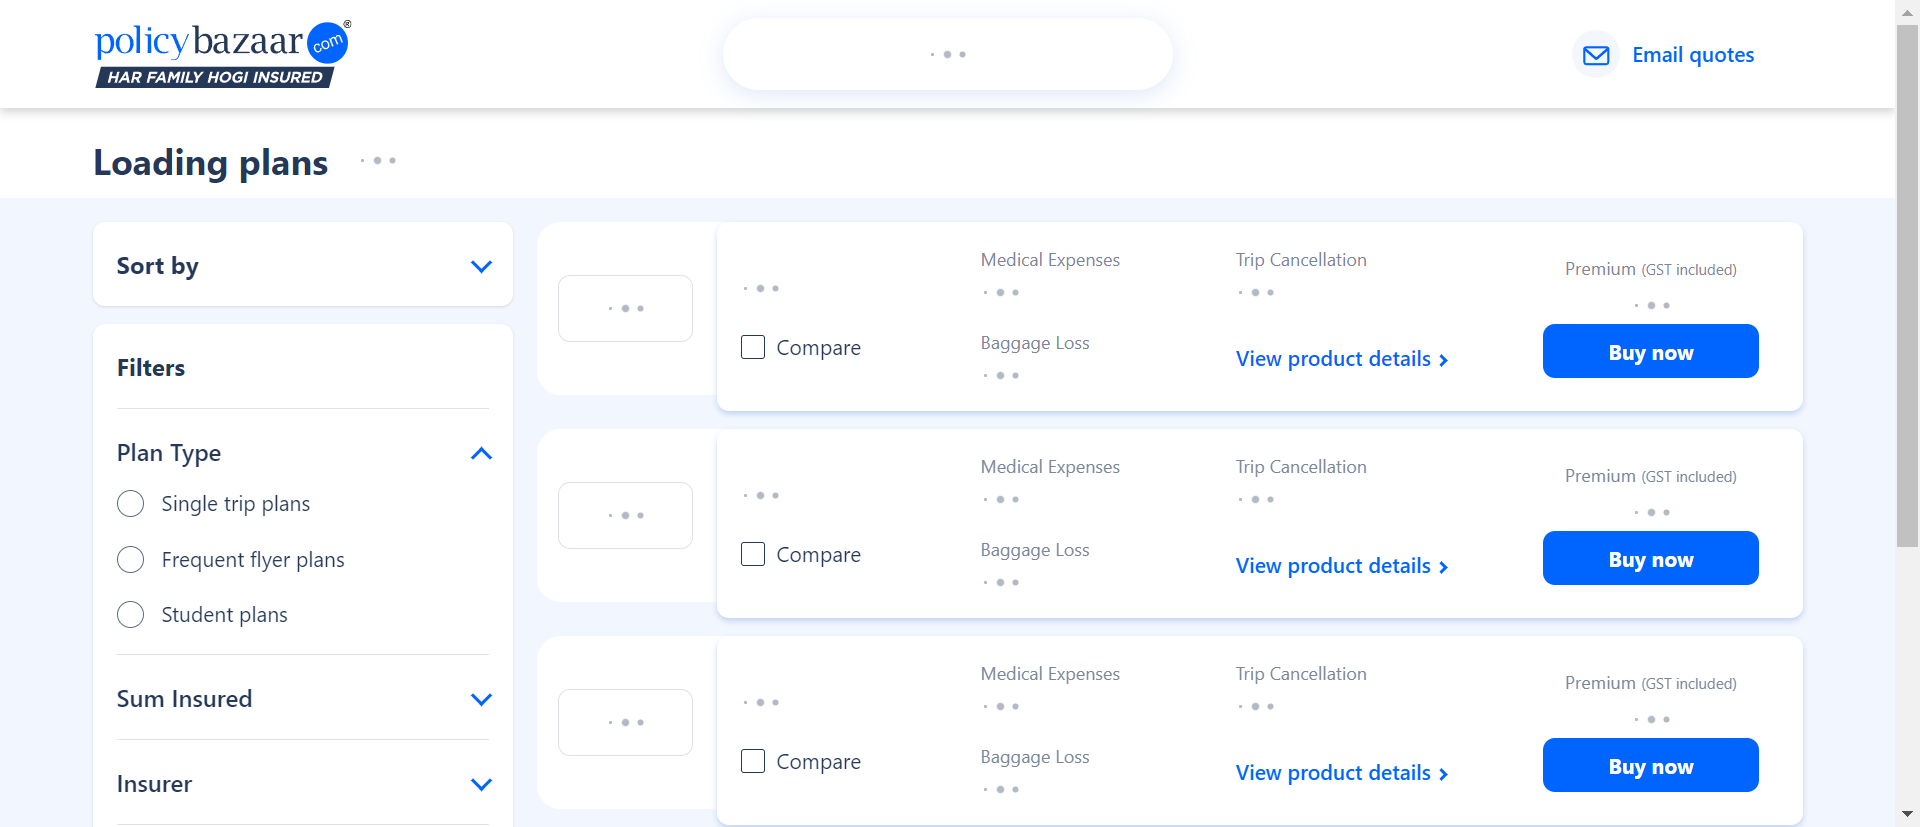 policybazaar com ®
HAR FAMILY HOGI INSURED
Email quotes
Loading plans
Sort by
Filters
Plan Type
Single trip plans
Frequent flyer plans
Student plans
Sum Insured
Insurer
Medical Expenses
Trip Cancellation
Premium (GST included)
Compare
Baggage Loss
View product details
Buy now
Medical Expenses
Trip Cancellation
Premium (GST included)
Compare
Baggage Loss
View product details
Buy now
Medical Expenses
Trip Cancellation
Premium (GST included)
Compare
Baggage Loss
View product details
Buy now